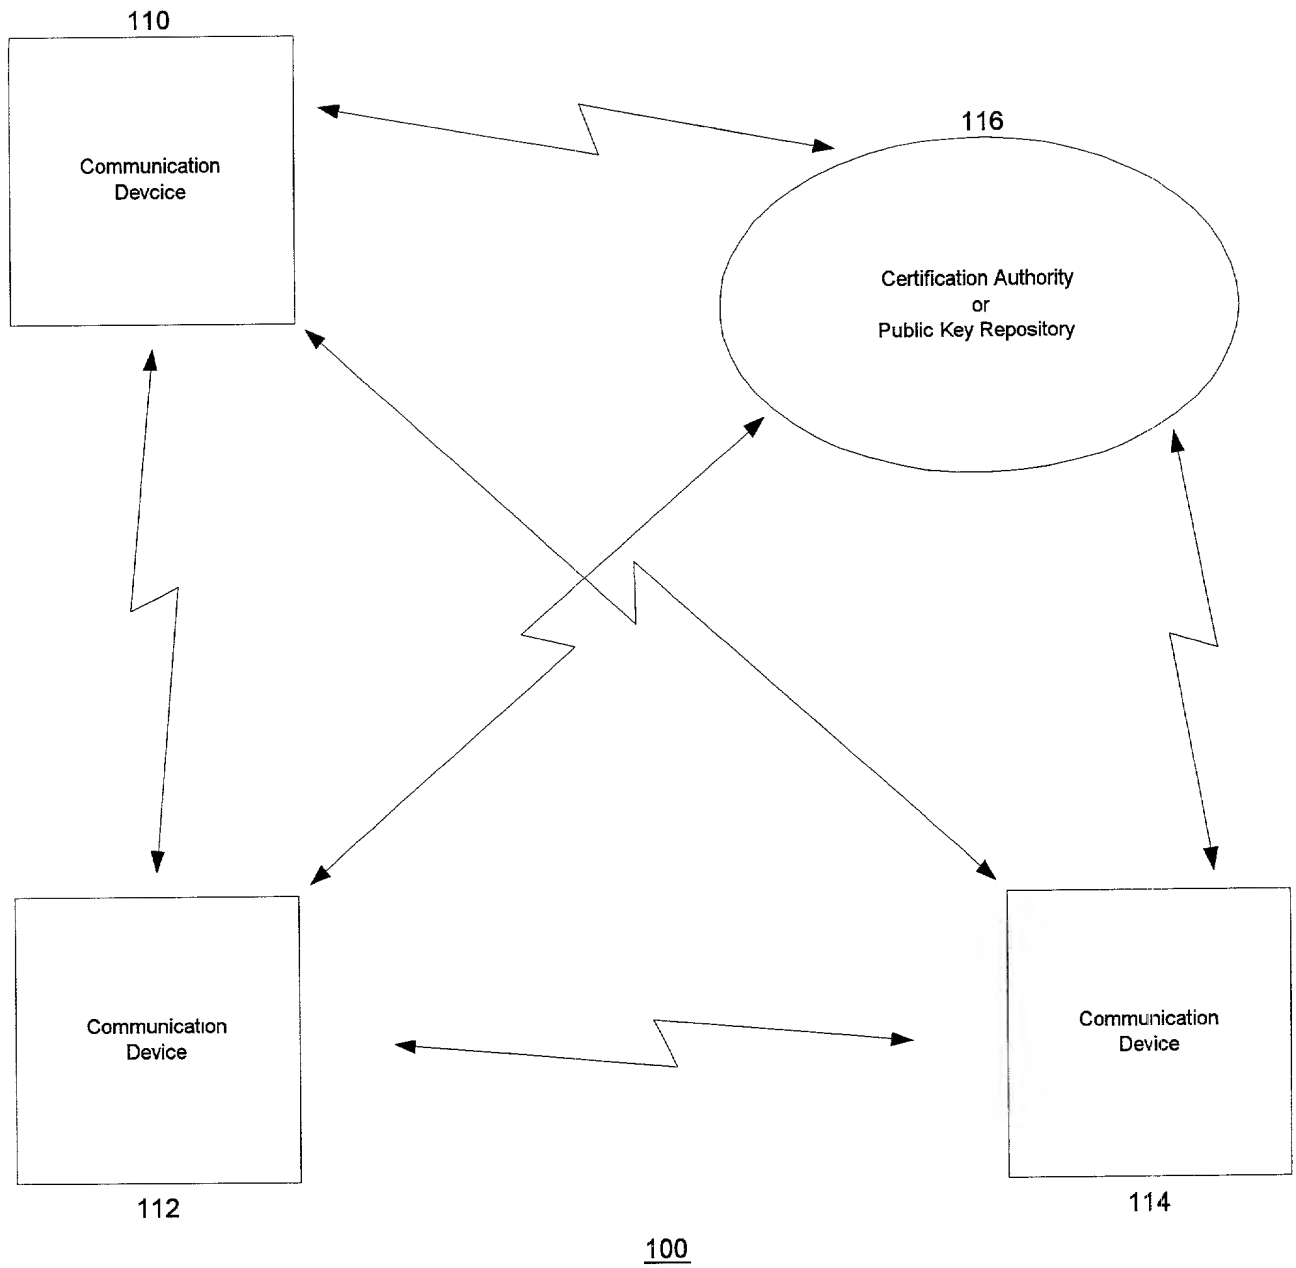 110
Communication
Devcice
116
Certification Authority
or
Public Key Repository
Communication
Device
112
Communication
Device
114
100